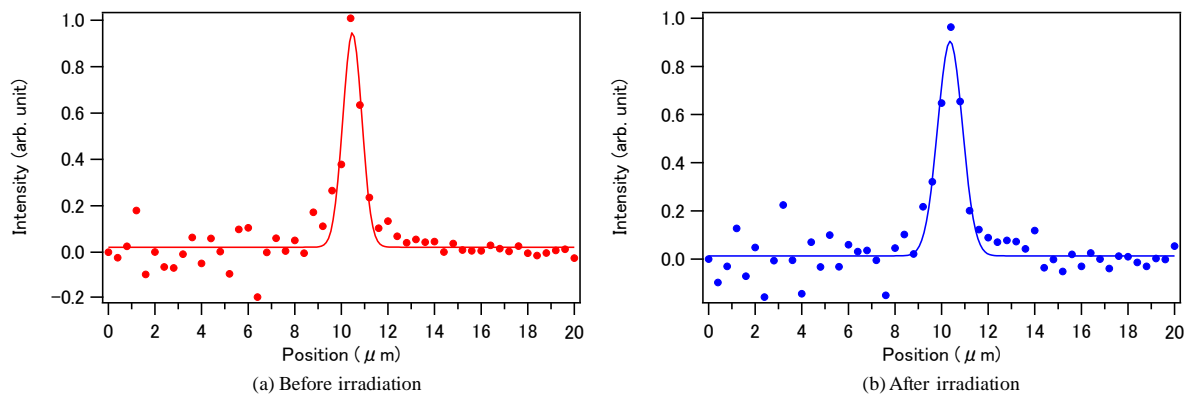 Intensity (arb. unit)
1.0
0.8
0.6
0.4
0.2
0.0
−0.2
0 2 4 6 8 10 12 14 16 18 20
Position ( μ m)
(a) Before irradiation
Intensity (arb. unit)
1.0
0.8
0.6
0.4
0.2
0.0
0 2 4 6 8 10 12 14 16 18 20
Position ( μ m)
(b) After irradiation